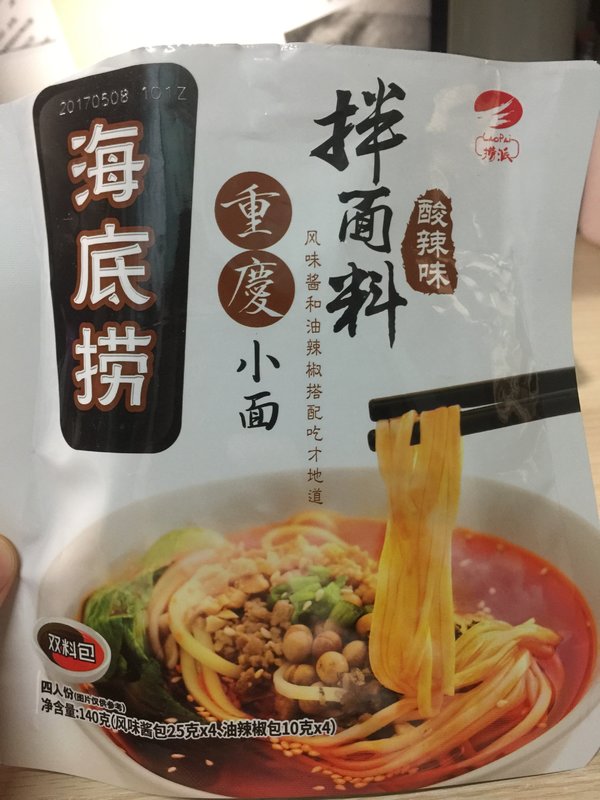 20170508 101Z
海底捞
拌面料
酸辣味
LAOPAI
捞派
重慶
小面
风味酱和油辣椒搭配吃才地道
双料包
四人份(图片仅供参考)
净含量:140克(风味酱包25克x4、油辣椒包10克x4)